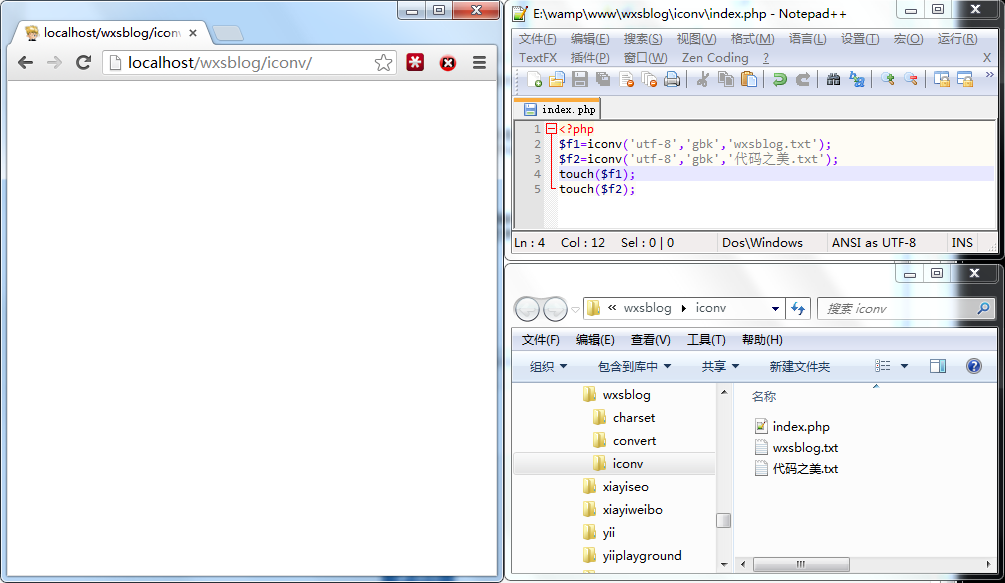 localhost/wxsblog/iconv
localhost/wxsblog/iconv/
E:\wamp\www\wxsblog\iconv\index.php - Notepad++
文件(F) 编辑(E) 搜索(S) 视图(V) 格式(M) 语言(L) 设置(T) 宏(O) 运行(R)
TextFX 插件(P) 窗口(W) Zen Coding ? X
index.php
1 <?php
2 $f1=iconv('utf-8','gbk','wxsblog.txt');
3 $f2=iconv('utf-8','gbk','代码之美.txt');
4 touch($f1);
5 touch($f2);
Ln : 4 Col : 12 Sel : 0 | 0 Dos\Windows ANSI as UTF-8 INS
« wxsblog iconv 搜索 iconv
文件(F) 编辑(E) 查看(V) 工具(T) 帮助(H)
组织 包含到库中 共享 新建文件夹
wxsblog
charset
convert
iconv
xiayiseo
xiayiweibo
yii
yiiplayground
名称
index.php
wxsblog.txt
代码之美.txt